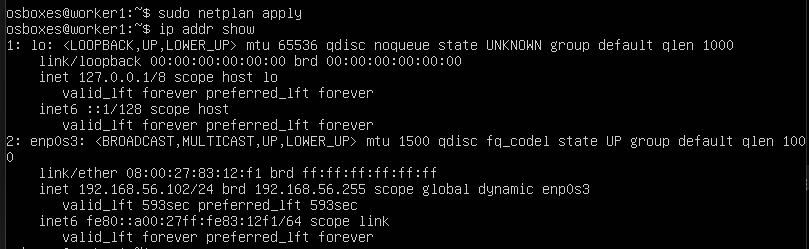 osboxes@worker1:~$ sudo netplan apply
osboxes@worker1:~$ ip addr show
1: lo: <LOOPBACK,UP,LOWER_UP> mtu 65536 qdisc noqueue state UNKNOWN group default qlen 1000
    link/loopback 00:00:00:00:00:00 brd 00:00:00:00:00:00
    inet 127.0.0.1/8 scope host lo
       valid_lft forever preferred_lft forever
    inet6 ::1/128 scope host
       valid_lft forever preferred_lft forever
2: enp0s3: <BROADCAST,MULTICAST,UP,LOWER_UP> mtu 1500 qdisc fq_codel state UP group default qlen 100
0
    link/ether 08:00:27:83:12:f1 brd ff:ff:ff:ff:ff:ff
    inet 192.168.56.102/24 brd 192.168.56.255 scope global dynamic enp0s3
       valid_lft 593sec preferred_lft 593sec
    inet6 fe80::a00:27ff:fe83:12f1/64 scope link
       valid_lft forever preferred_lft forever